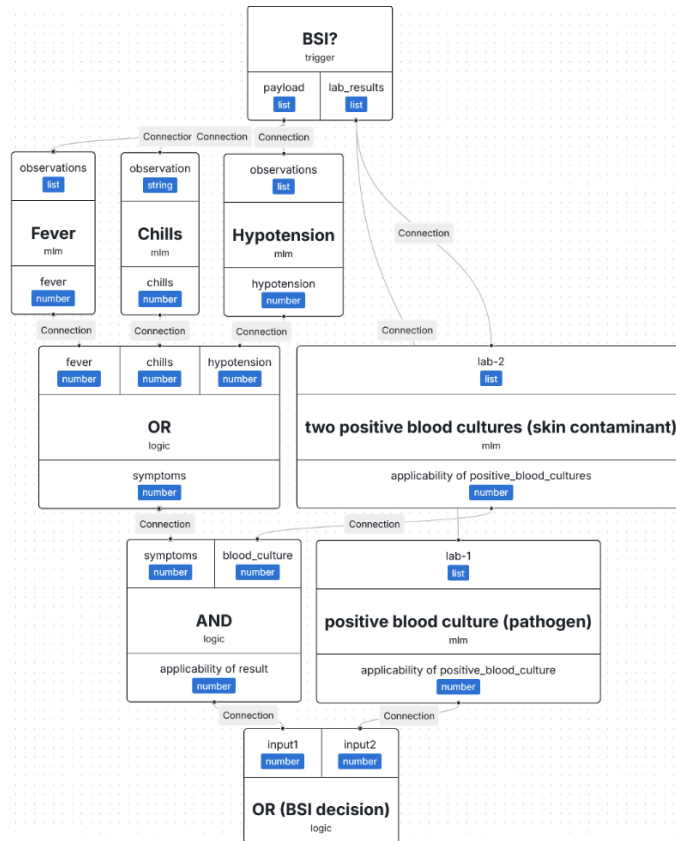 BSI?
trigger
payload lab_results
list list
Connection Connection Connection
observations observation observations
list string list
Fever Chills Hypotension
mlm mlm mlm
Connection
fever chills hypotension
number number number
Connection Connection Connection Connection
fever chills hypotension lab-2
number number number list
OR two positive blood cultures (skin contaminant)
logic mlm
symptoms applicability of positive_blood_cultures
number number
Connection Connection
symptoms blood_culture lab-1
number number list
AND positive blood culture (pathogen)
logic mlm
applicability of result applicability of positive_blood_culture
number number
Connection Connection
input1 input2
number number
OR (BSI decision)
logic